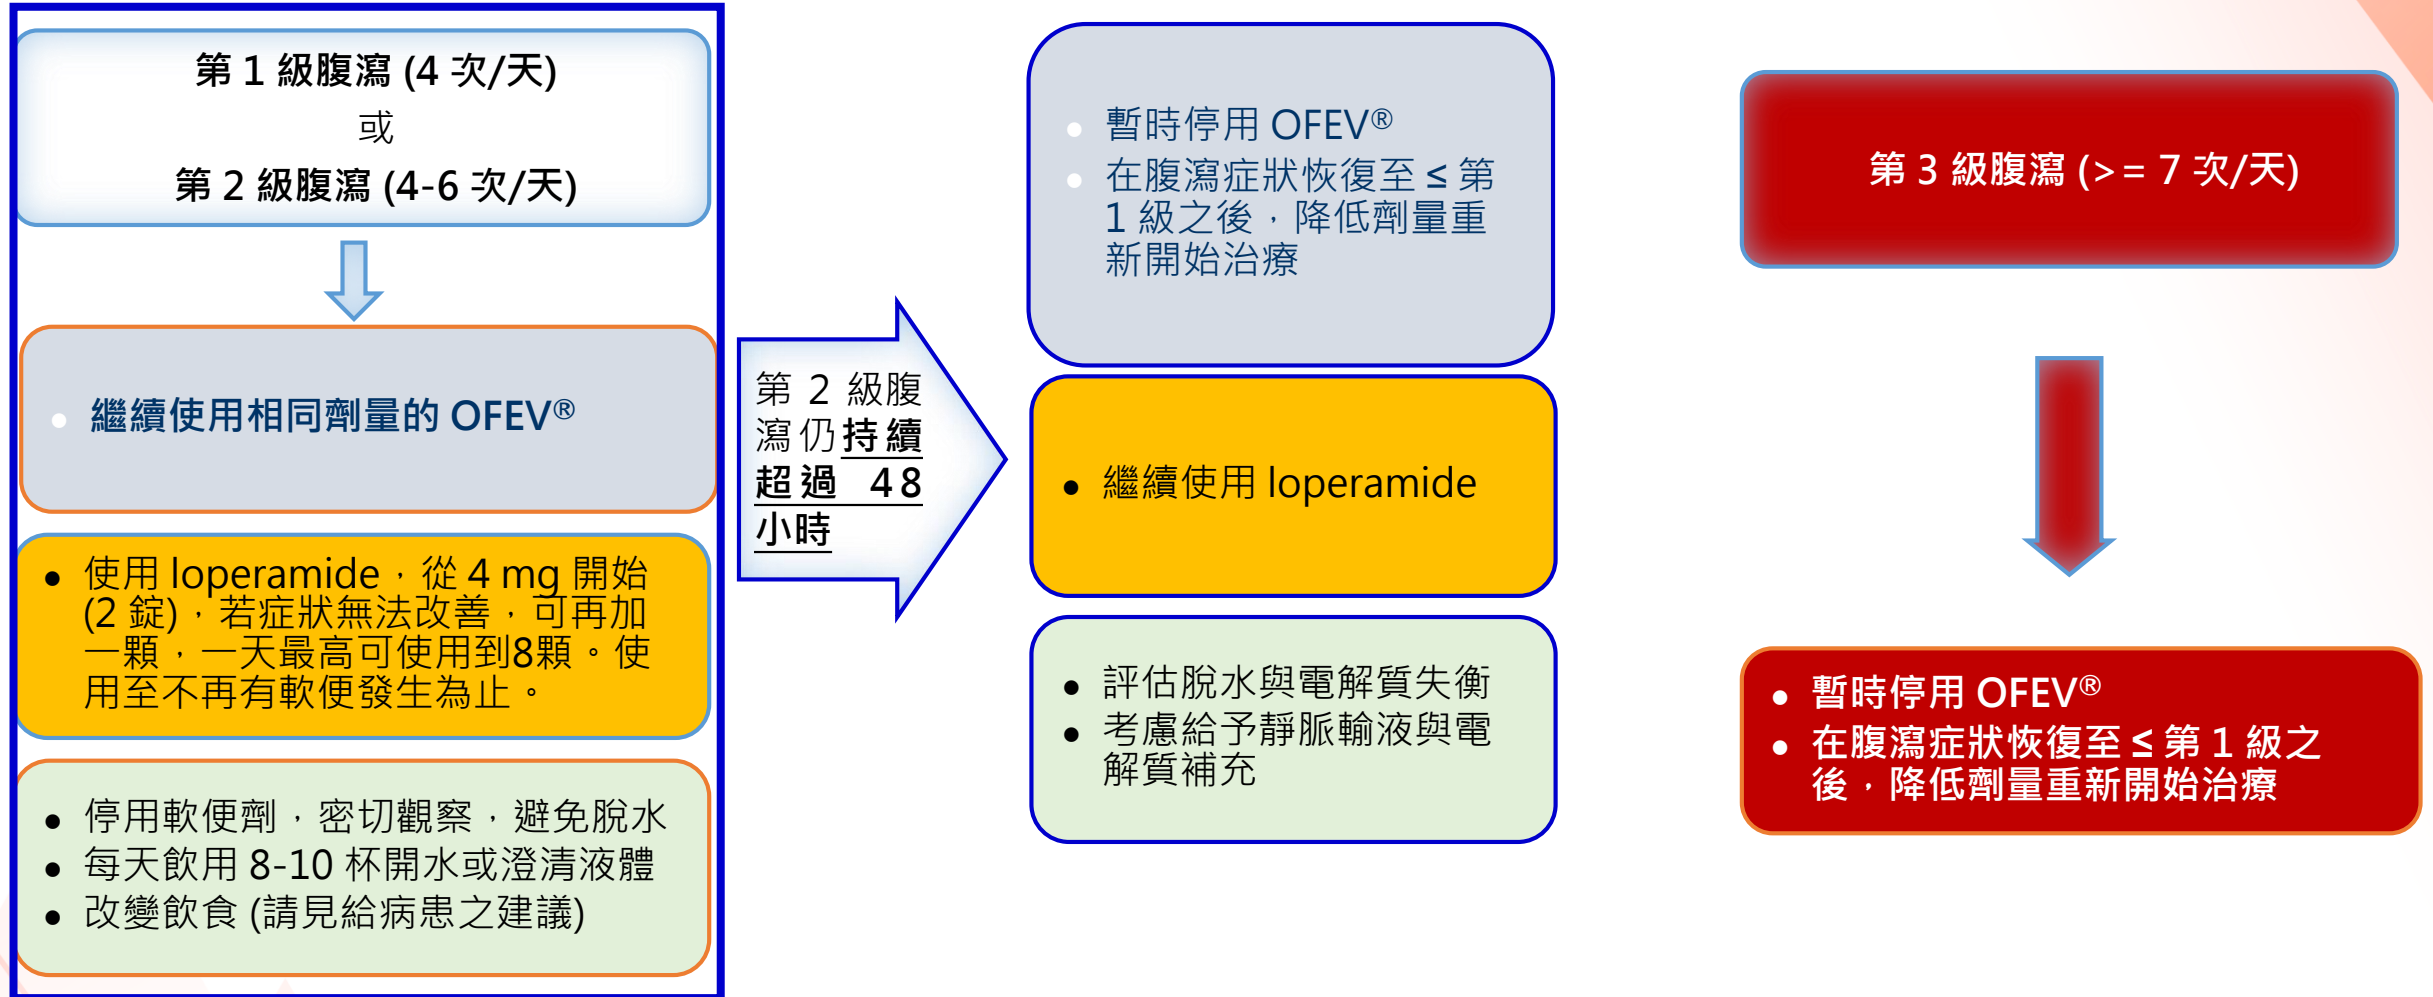 第 1 級腹瀉 (4 次/天)
或
第 2 級腹瀉 (4-6 次/天)
● 繼續使用相同劑量的 OFEV®
● 使用 loperamide，從 4 mg 開始
(2 錠)，若症狀無法改善，可再加
一顆，一天最高可使用到8顆。使
用至不再有軟便發生為止。
● 停用軟便劑，密切觀察，避免脫水
● 每天飲用 8-10 杯開水或澄清液體
● 改變飲食 (請見給病患之建議)
第 2 級腹
瀉仍持續
超過 48
小時
● 暫時停用 OFEV®
● 在腹瀉症狀恢復至 ≤ 第
1 級之後，降低劑量重
新開始治療
● 繼續使用 loperamide
● 評估脫水與電解質失衡
● 考慮給予靜脈輸液與電
解質補充
第 3 級腹瀉 (>= 7 次/天)
● 暫時停用 OFEV®
● 在腹瀉症狀恢復至 ≤ 第 1 級之
後，降低劑量重新開始治療